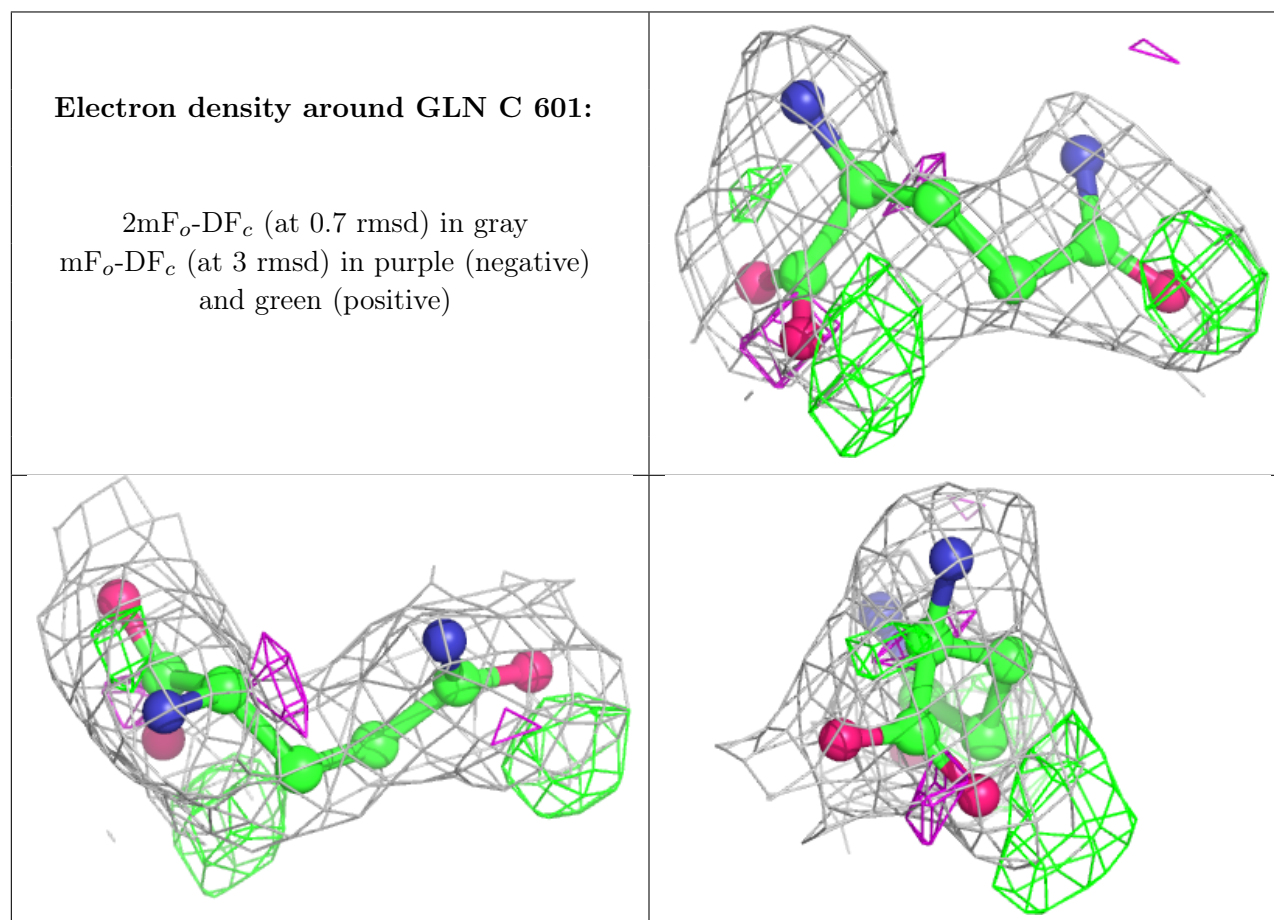 Electron density around GLN C 601:
2mFo-DFc (at 0.7 rmsd) in gray
mFo-DFc (at 3 rmsd) in purple (negative)
and green (positive)